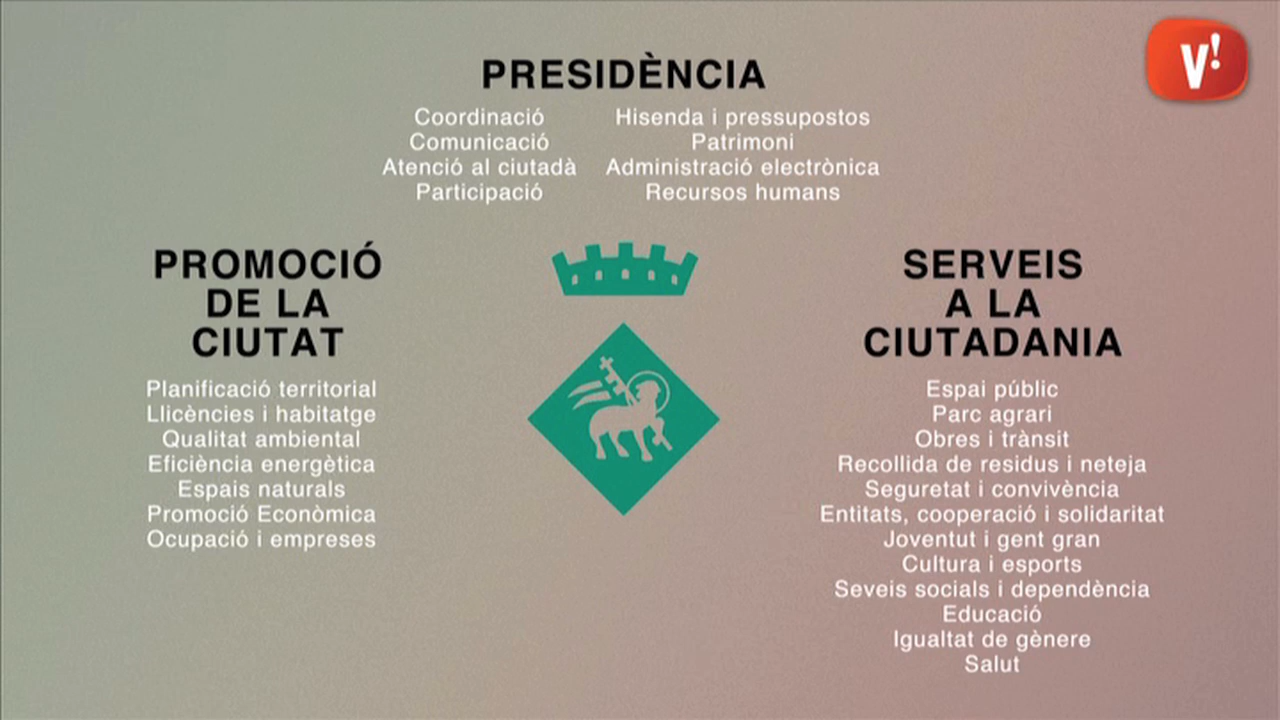 V!
PRESIDÈNCIA
Coordinació
Comunicació
Atenció al ciutadà
Participació
Hisenda i pressupostos
Patrimoni
Administració electrònica
Recursos humans
PROMOCIÓ
DE LA
CIUTAT
Planificació territorial
Llicències i habitatge
Qualitat ambiental
Eficiència energètica
Espais naturals
Promoció Econòmica
Ocupació i empreses
SERVEIS
A LA
CIUTADANIA
Espai públic
Parc agrari
Obres i trànsit
Recollida de residus i neteja
Seguretat i convivència
Entitats, cooperació i solidaritat
Joventut i gent gran
Cultura i esports
Seveis socials i dependència
Educació
Igualtat de gènere
Salut